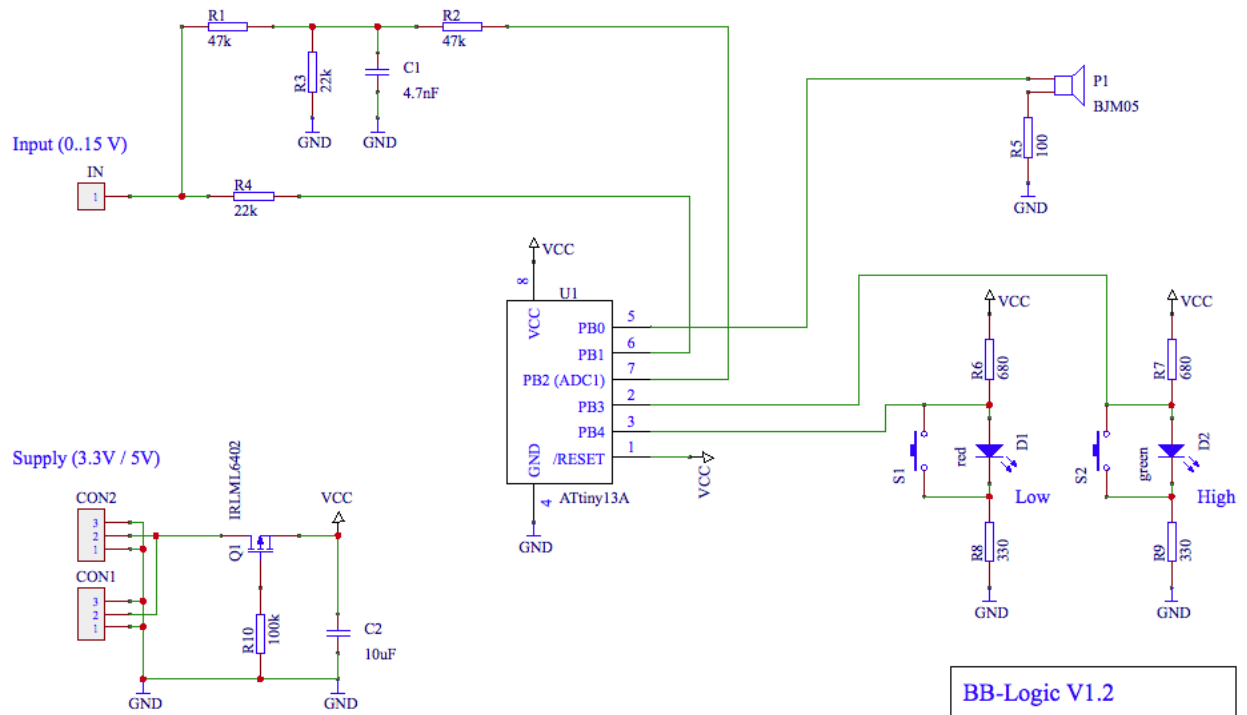 R1
47k
R2
47k
R3
22k
C1
4.7nF
GND
GND
P1
BJM05
R5
100
GND
Input (0..15 V)
IN
1
R4
22k
VCC
8
U1
VCC
PB0
5
PB1
6
PB2 (ADC1)
7
PB3
2
PB4
3
/RESET
1
VCC
GND
4
ATtiny13A
GND
VCC
R6
680
S1
red
D1
Low
R8
330
GND
VCC
R7
680
S2
green
D2
High
R9
330
GND
Supply (3.3V / 5V)
CON2
3
2
1
CON1
3
2
1
IRLML6402
Q1
VCC
R10
100k
C2
10uF
GND
GND
BB-Logic V1.2